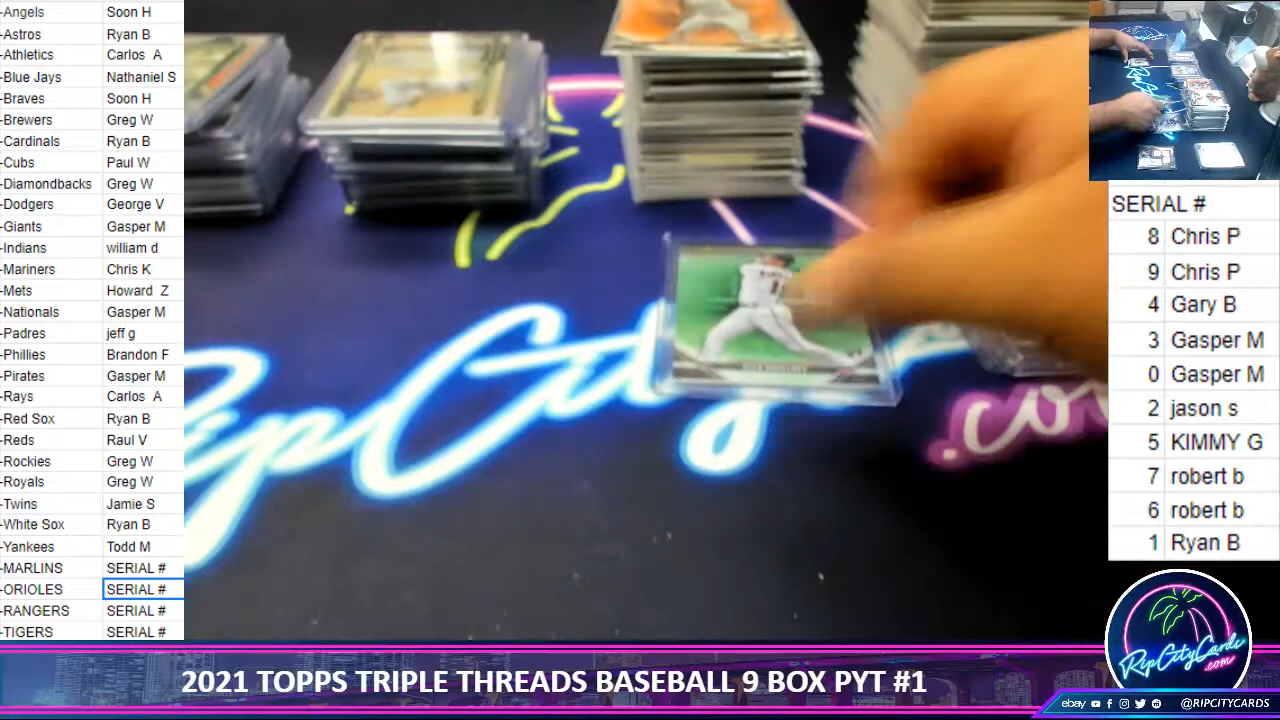 -Angels Soon H
-Astros Ryan B
-Athletics Carlos A
-Blue Jays Nathaniel S
-Braves Soon H
-Brewers Greg W
-Cardinals Ryan B
-Cubs Paul W
-Diamondbacks Greg W
-Dodgers George V
-Giants Gasper M
-Indians william d
-Mariners Chris K
-Mets Howard Z
-Nationals Gasper M
-Padres jeff g
-Phillies Brandon F
-Pirates Gasper M
-Rays Carlos A
-Red Sox Ryan B
-Reds Raul V
-Rockies Greg W
-Royals Greg W
-Twins Jamie S
-White Sox Ryan B
-Yankees Todd M
-MARLINS SERIAL #
-ORIOLES SERIAL #
-RANGERS SERIAL #
-TIGERS SERIAL #
RipCity
.com
SERIAL #
8 Chris P
9 Chris P
4 Gary B
3 Gasper M
0 Gasper M
2 jason s
5 KIMMY G
7 robert b
6 robert b
1 Ryan B
RipCityCards
.com
2021 TOPPS TRIPLE THREADS BASEBALL 9 BOX PYT #1
ebay @RIPCITYCARDS